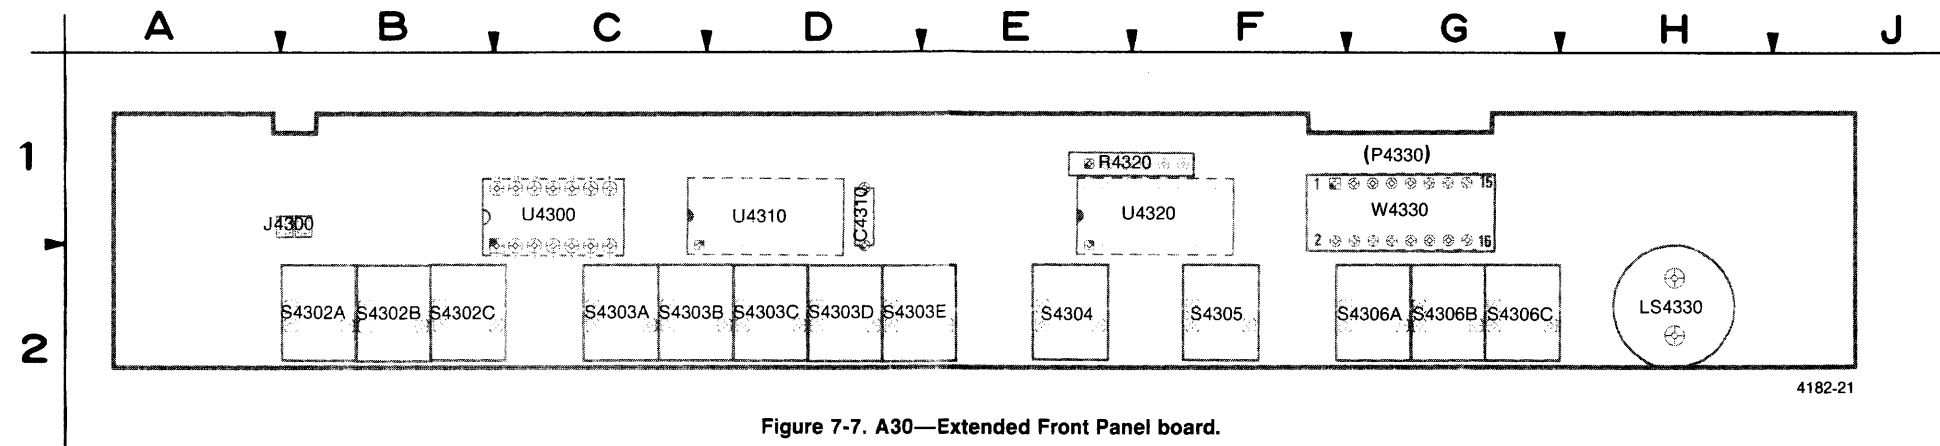 A B C D E F G H J
1
(P4330)
R4320
1 15
U4300 U4310 C4310 U4320 W4330
J4300
2 16
S4302A S4302B S4302C S4303A S4303B S4303C S4303D S4303E S4304 S4305 S4306A S4306B S4306C LS4330
2
4182-21
Figure 7-7. A30—Extended Front Panel board.